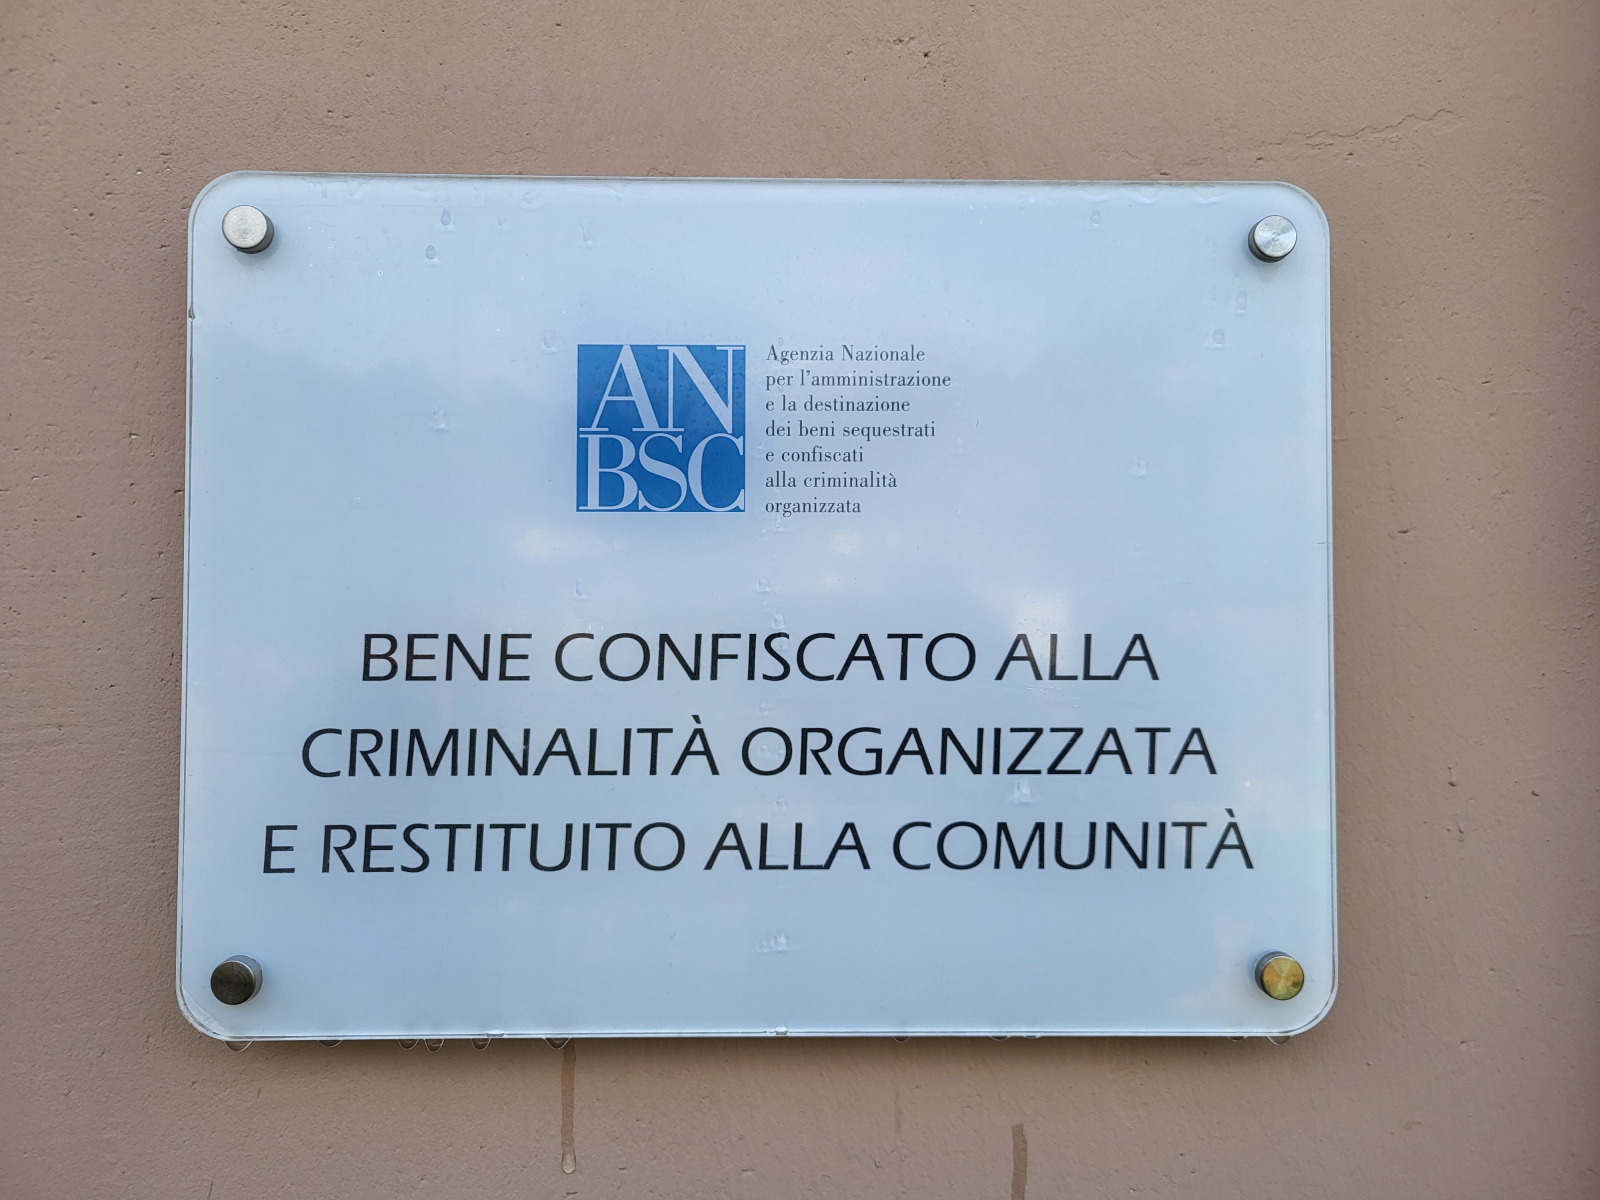 AN
BSC
Agenzia Nazionale
per l'amministrazione
e la destinazione
dei beni sequestrati
e confiscati
alla criminalità
organizzata
BENE CONFISCATO ALLA
CRIMINALITÀ ORGANIZZATA
E RESTITUITO ALLA COMUNITÀ